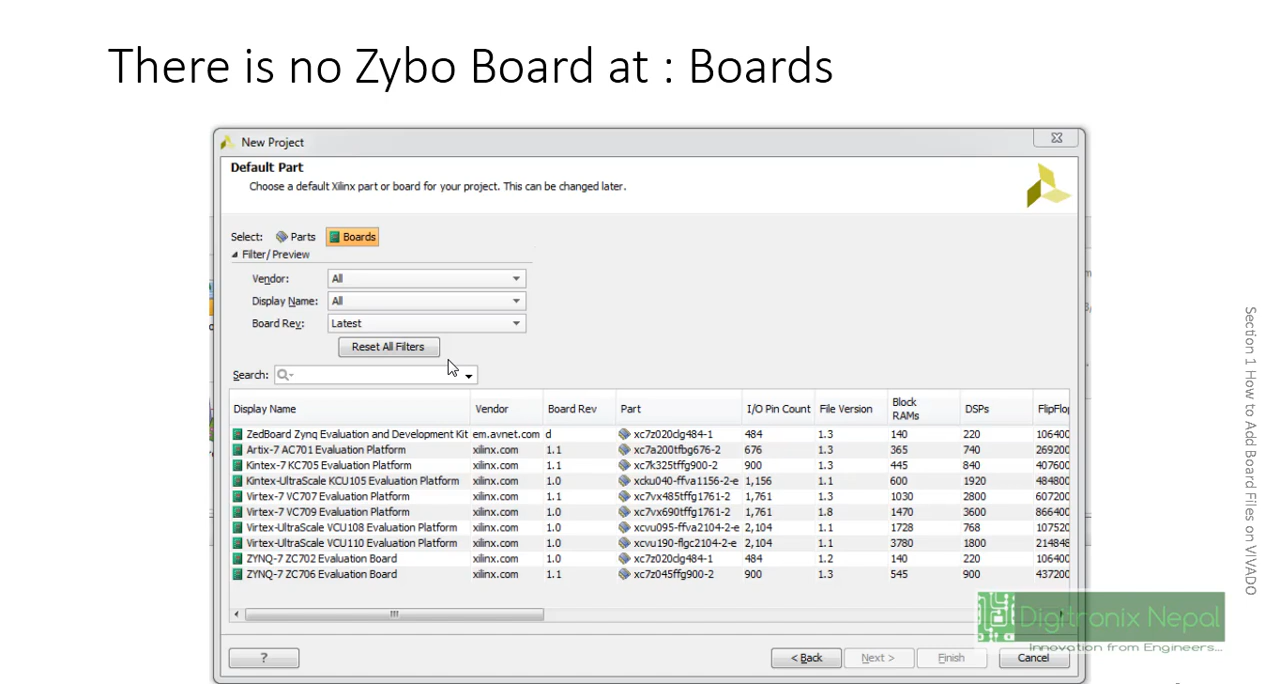 There is no Zybo Board at : Boards
New Project
Default Part
Choose a default Xilinx part or board for your project. This can be changed later.
Select: Parts Boards
Filter/Preview
Vendor: All
Display Name: All
Board Rev: Latest
Reset All Filters
Search:
Display Name Vendor Board Rev Part I/O Pin Count File Version Block RAMs DSPs FlipFlop
ZedBoard Zynq Evaluation and Development Kit em.avnet.com d xc7z020clg484-1 484 1.3 140 220 106400
Artix-7 AC701 Evaluation Platform xilinx.com 1.1 xc7a200tfbg676-2 676 1.3 365 740 269200
Kintex-7 KC705 Evaluation Platform xilinx.com 1.1 xc7k325tffg900-2 900 1.3 445 840 407600
Kintex-UltraScale KCU105 Evaluation Platform xilinx.com 1.0 xcku040-ffva1156-2-e 1,156 1.1 600 1920 484800
Virtex-7 VC707 Evaluation Platform xilinx.com 1.1 xc7vx485tffg1761-2 1,761 1.3 1030 2800 607200
Virtex-7 VC709 Evaluation Platform xilinx.com 1.0 xc7vx690tffg1761-2 1,761 1.8 1470 3600 866400
Virtex-UltraScale VCU108 Evaluation Platform xilinx.com 1.0 xcvu095-ffva2104-2-e 2,104 1.1 1728 768 107520
Virtex-UltraScale VCU110 Evaluation Platform xilinx.com 1.0 xcvu190-flgc2104-2-e 2,104 1.1 3780 1800 214848
ZYNQ-7 ZC702 Evaluation Board xilinx.com 1.0 xc7z020clg484-1 484 1.2 140 220 106400
ZYNQ-7 ZC706 Evaluation Board xilinx.com 1.1 xc7z045ffg900-2 900 1.3 545 900 437200
? < Back Next > Finish Cancel
Digitronix Nepal
Innovation from Engineers...
Section 1 How to Add Board Files on VIVADO